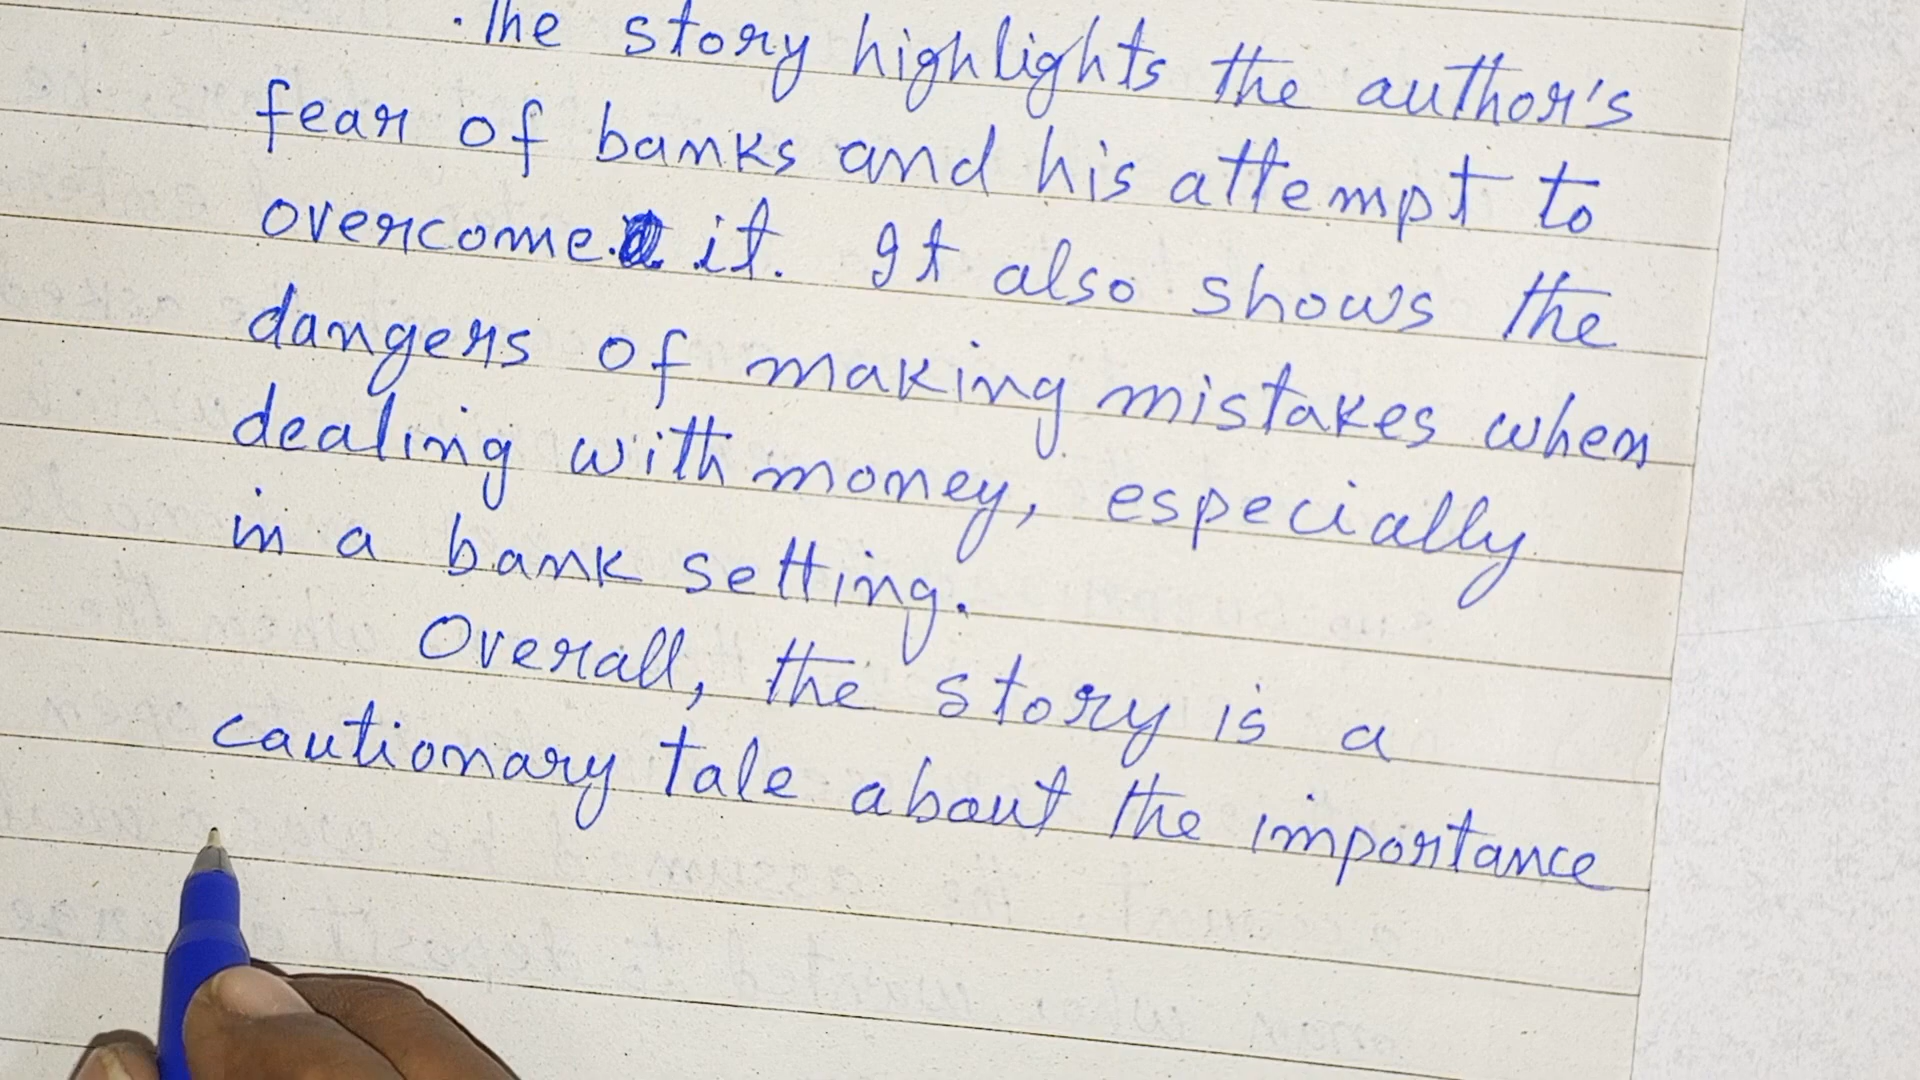 The story highlights the author's
fear of banks and his attempt to
overcome it. It also shows the
dangers of making mistakes when
dealing with money, especially
in a bank setting.
Overall, the story is a
cautionary tale about the importance